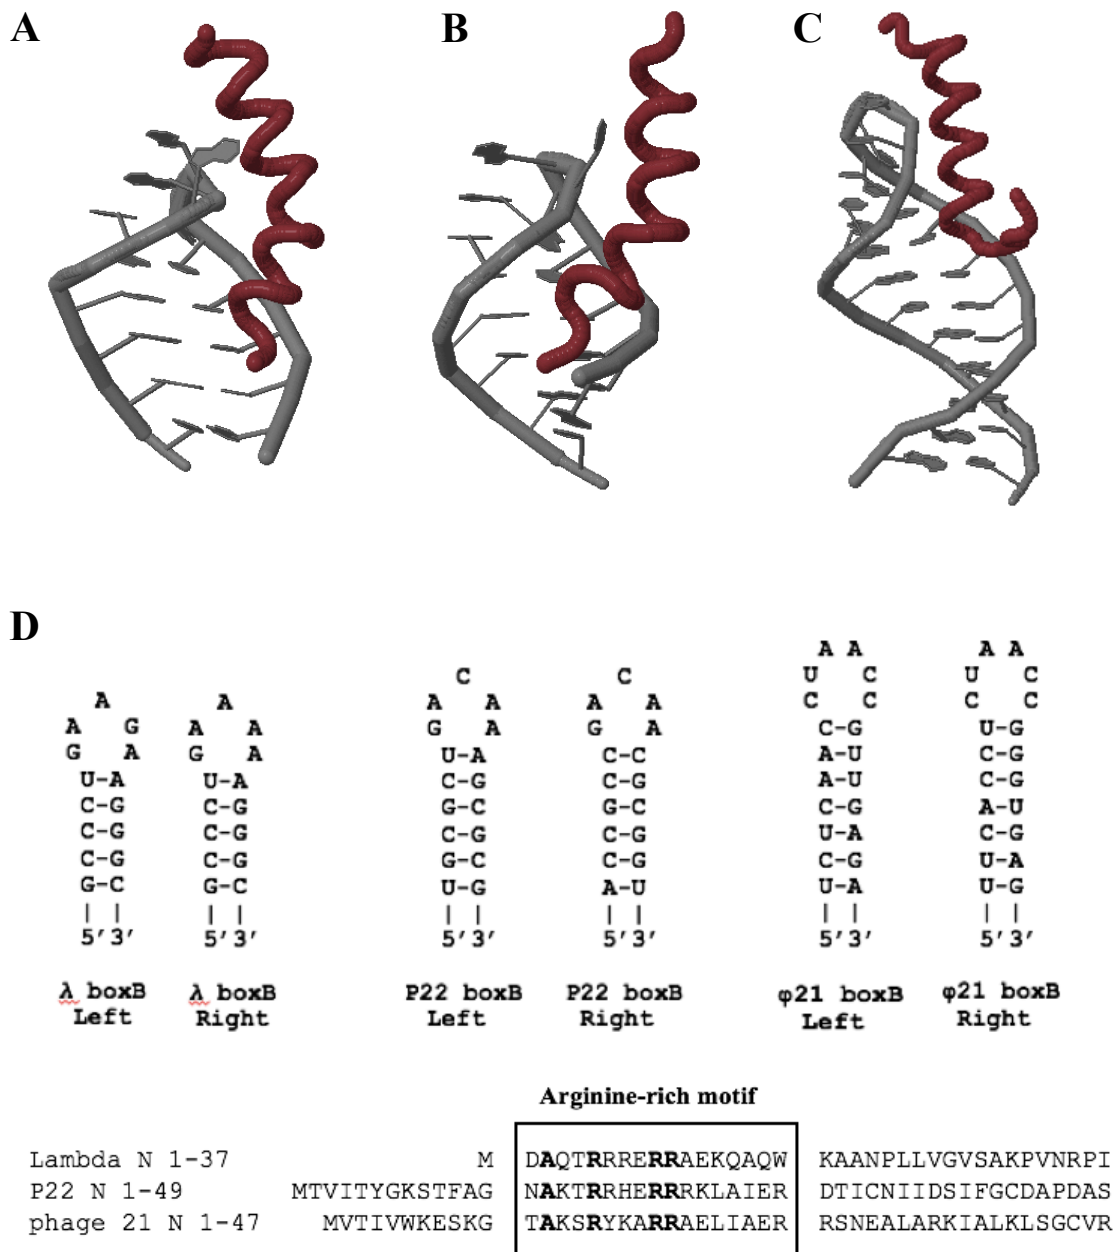 A B C
D
A A A A
C C U C U C
A A A A A A C C C C
A G A A G A G A C-G U-G
G A G A U-A C-C A-U C-G
U-A U-A C-G C-G A-U C-G
C-G C-G G-C G-C C-G A-U
C-G C-G C-G C-G U-A C-G
C-G C-G G-C C-G C-G U-A
G-C G-C U-G A-U U-A U-G
| | | | | | | | | | | |
5'3' 5'3' 5'3' 5'3' 5'3' 5'3'
λ boxB λ boxB P22 boxB P22 boxB φ21 boxB φ21 boxB
Left Right Left Right Left Right
Arginine-rich motif
Lambda N 1-37 M DAQTRRRERRAEKQAQW KAANPLLVGVSAKPVNRPI
P22 N 1-49 MTVITYGKSTFAG NAKTRRHERRRKLAIER DTICNIIDSIFGCDAPDAS
phage 21 N 1-47 MVTIVWKESKG TAKSRYKARRAELIAER RSNEALARKIALKLSGCVR